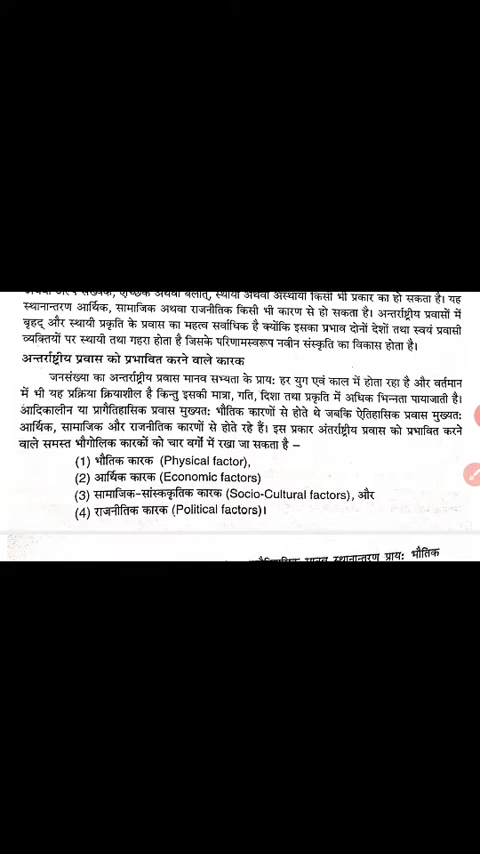 स्थानान्तरण आर्थिक, सामाजिक अथवा राजनीतिक किसी भी कारण से हो सकता है। अन्तर्राष्ट्रीय प्रवासों में
बृहद् और स्थायी प्रकृति के प्रवास का महत्व सर्वाधिक है क्योंकि इसका प्रभाव दोनों देशों तथा स्वयं प्रवासी
व्यक्तियों पर स्थायी तथा गहरा होता है जिसके परिणामस्वरूप नवीन संस्कृति का विकास होता है।
अन्तर्राष्ट्रीय प्रवास को प्रभावित करने वाले कारक
जनसंख्या का अन्तर्राष्ट्रीय प्रवास मानव सभ्यता के प्राय: हर युग एवं काल में होता रहा है और वर्तमान
में भी यह प्रक्रिया क्रियाशील है किन्तु इसकी मात्रा, गति, दिशा तथा प्रकृति में अधिक भिन्नता पायाजाती है।
आदिकालीन या प्रागैतिहासिक प्रवास मुख्यत: भौतिक कारणों से होते थे जबकि ऐतिहासिक प्रवास मुख्यत:
आर्थिक, सामाजिक और राजनीतिक कारणों से होते रहे हैं। इस प्रकार अंतर्राष्ट्रीय प्रवास को प्रभावित करने
वाले समस्त भौगोलिक कारकों को चार वर्गों में रखा जा सकता है –
(1) भौतिक कारक (Physical factor),
(2) आर्थिक कारक (Economic factors)
(3) सामाजिक-सांस्ककृतिक कारक (Socio-Cultural factors), और
(4) राजनीतिक कारक (Political factors)।
मानव स्थानान्तरण प्राय: भौतिक